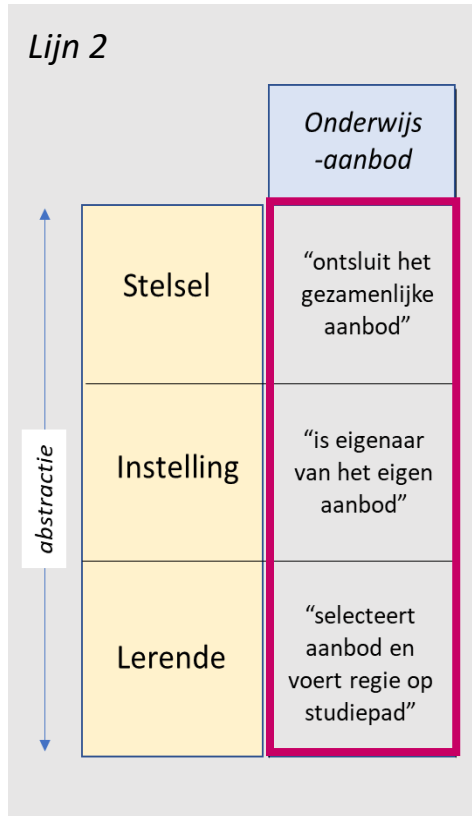 Lijn 2
Onderwijs
-aanbod
Stelsel
“ontsluit het
gezamenlijke
aanbod”
abstractie
Instelling
“is eigenaar
van het eigen
aanbod”
Lerende
“selecteert
aanbod en
voert regie op
studiepad”